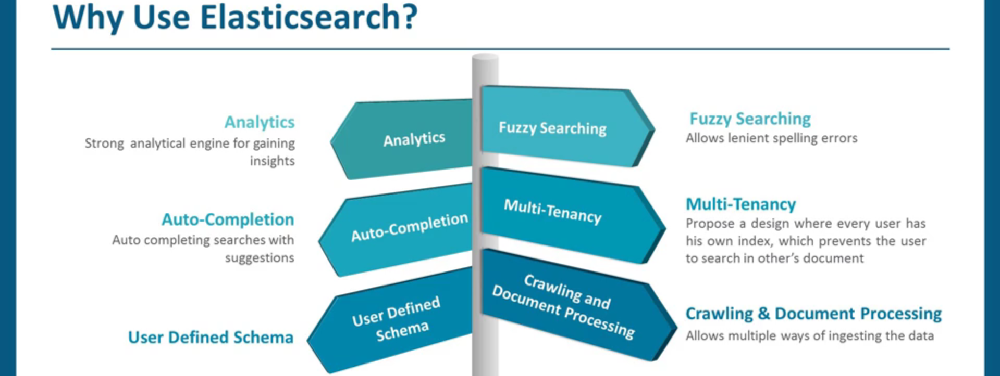 Why Use Elasticsearch?
Analytics
Strong analytical engine for gaining
insights
Analytics
Fuzzy Searching
Fuzzy Searching
Allows lenient spelling errors
Auto-Completion
Auto completing searches with
suggestions
Auto-Completion
Multi-Tenancy
Multi-Tenancy
Propose a design where every user has
his own index, which prevents the user
to search in other's document
User Defined Schema
User Defined
Schema
Crawling and
Document Processing
Crawling & Document Processing
Allows multiple ways of ingesting the data